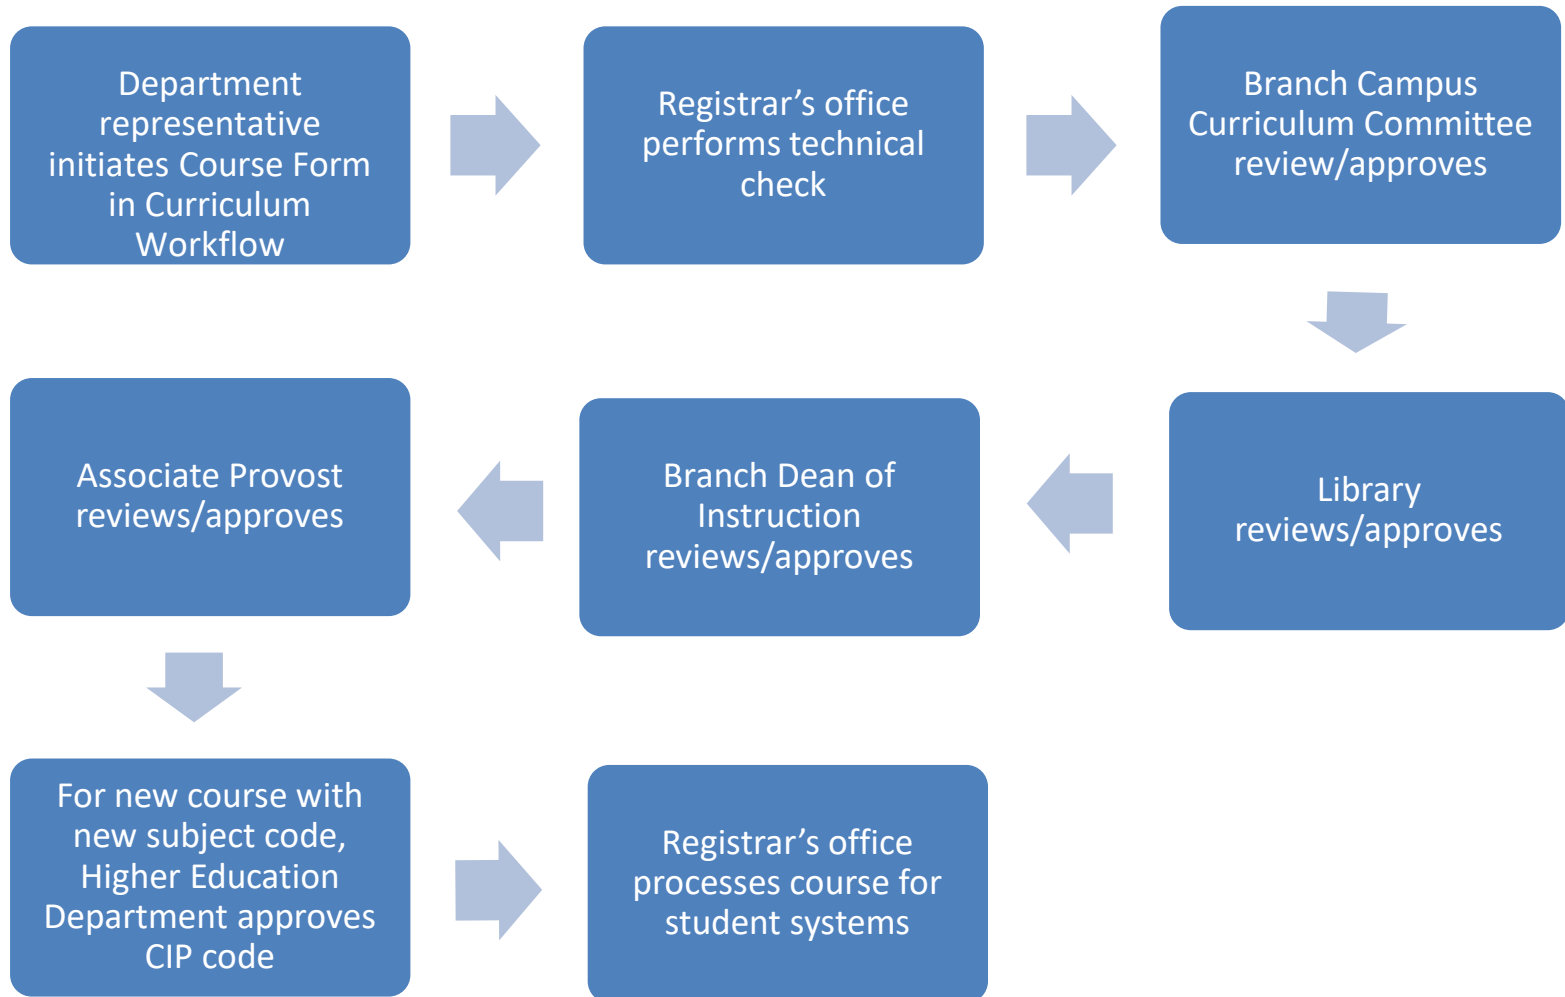 Department
representative
initiates Course Form
in Curriculum
Workflow
Registrar’s office
performs technical
check
Branch Campus
Curriculum Committee
review/approves
Library
reviews/approves
Branch Dean of
Instruction
reviews/approves
Associate Provost
reviews/approves
For new course with
new subject code,
Higher Education
Department approves
CIP code
Registrar’s office
processes course for
student systems